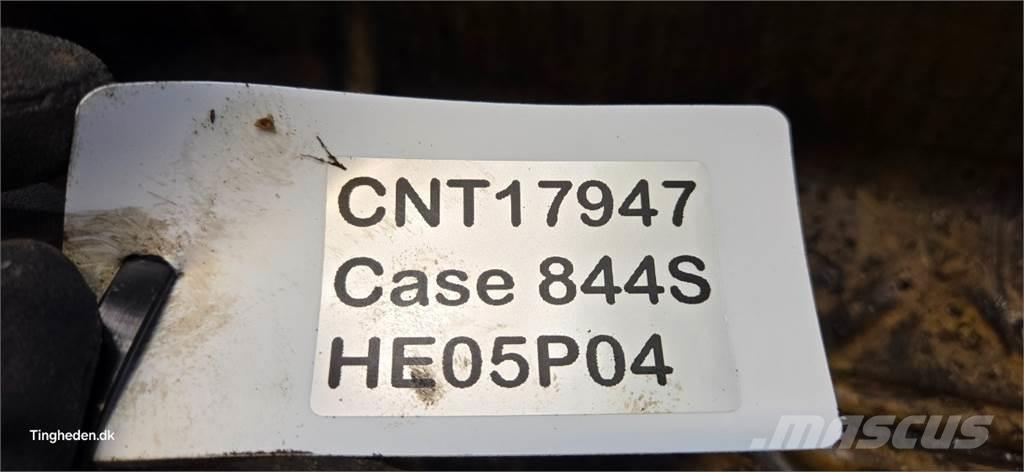 CNT17947
Case 844S
HE05P04
Tingheden.dk
mascus